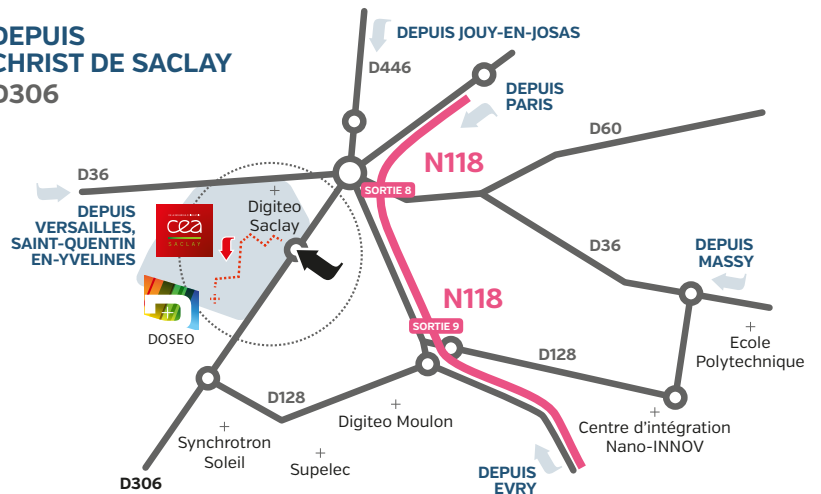 DEPUIS
CHRIST DE SACLAY
D306
DEPUIS JOUY-EN-JOSAS
D446
DEPUIS
PARIS
D60
N118
D36
SORTIE 8
DEPUIS
VERSAILLES,
SAINT-QUENTIN
EN-YVELINES
cea
SACLAY
Digiteo
Saclay
D36
DEPUIS
MASSY
N118
SORTIE 9
DOSEO
Ecole
Polytechnique
D128
D128
Digiteo Moulon
Centre d'intégration
Nano-INNOV
Synchrotron
Soleil
Supelec
D306
DEPUIS
EVRY